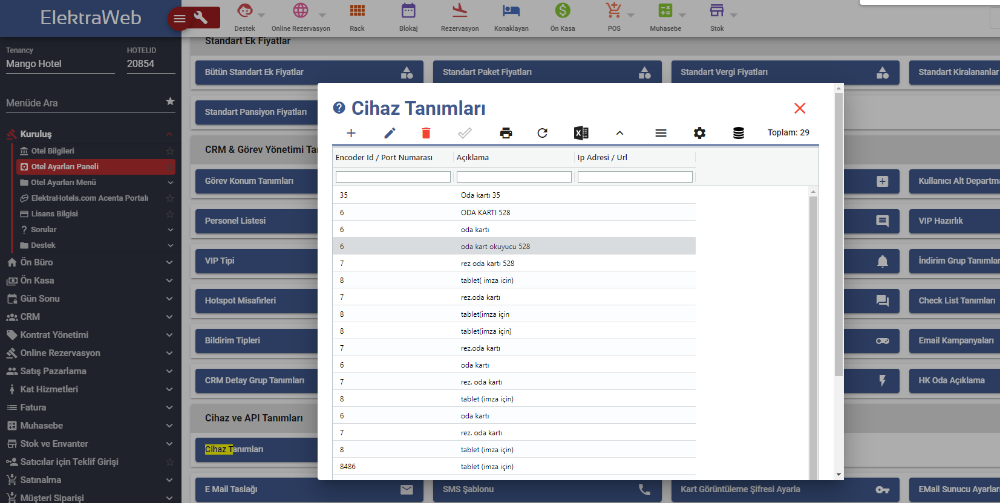 ElektraWeb
Destek
Online Rezervasyon
Rack
Blokaj
Rezervasyon
Konaklayan
Ön Kasa
POS
Muhasebe
Stok
Tenancy
HOTELID
Mango Hotel
20854
Menüde Ara
Kuruluş
Otel Bilgileri
Otel Ayarları Paneli
Otel Ayarları Menü
ElektraHotels.com Acenta Portalı
Lisans Bilgisi
Sorular
Destek
Ön Büro
Ön Kasa
Gün Sonu
CRM
Kontrat Yönetimi
Online Rezervasyon
Satış Pazarlama
Kat Hizmetleri
Fatura
Muhasebe
Stok ve Envanter
Satıcılar için Teklif Girişi
Satınalma
Müşteri Siparişi
Standart Ek Fiyatlar
Bütün Standart Ek Fiyatlar
Standart Paket Fiyatları
Standart Vergi Fiyatları
Standart Kiralananlar
Standart Pansiyon Fiyatları
CRM & Görev Yönetimi Ta
Görev Konum Tanımları
Kullanıcı Alt Departma
Personel Listesi
VIP Hazırlık
VIP Tipi
İndirim Grup Tanımlar
Hotspot Misafirleri
Check List Tanımları
Bildirim Tipleri
Email Kampanyaları
CRM Detay Grup Tanımları
HK Oda Açıklama
Cihaz ve API Tanımları
Cihaz Tanımları
E Mail Taslağı
SMS Şablonu
Kart Görüntüleme Şifresi Ayarla
EMail Sunucu Ayarları
Cihaz Tanımları
Toplam: 29
Encoder Id / Port Numarası
Açıklama
Ip Adresi / Url
35 Oda kartı 35
6 ODA KARTI 528
6 oda kartı
6 oda kart okuyucu 528
7 rez oda kartı 528
8 tablet( imza icin)
7 rez.oda kartı
8 tablet(imza için
8 tablet(imza için)
7 rez.oda kartı
6 oda kartı
7 rez. oda kartı
8 tablet (imza için)
6 oda kartı
7 rez. oda kartı
8 tablet (imza için)
8486 tablet (imza için)